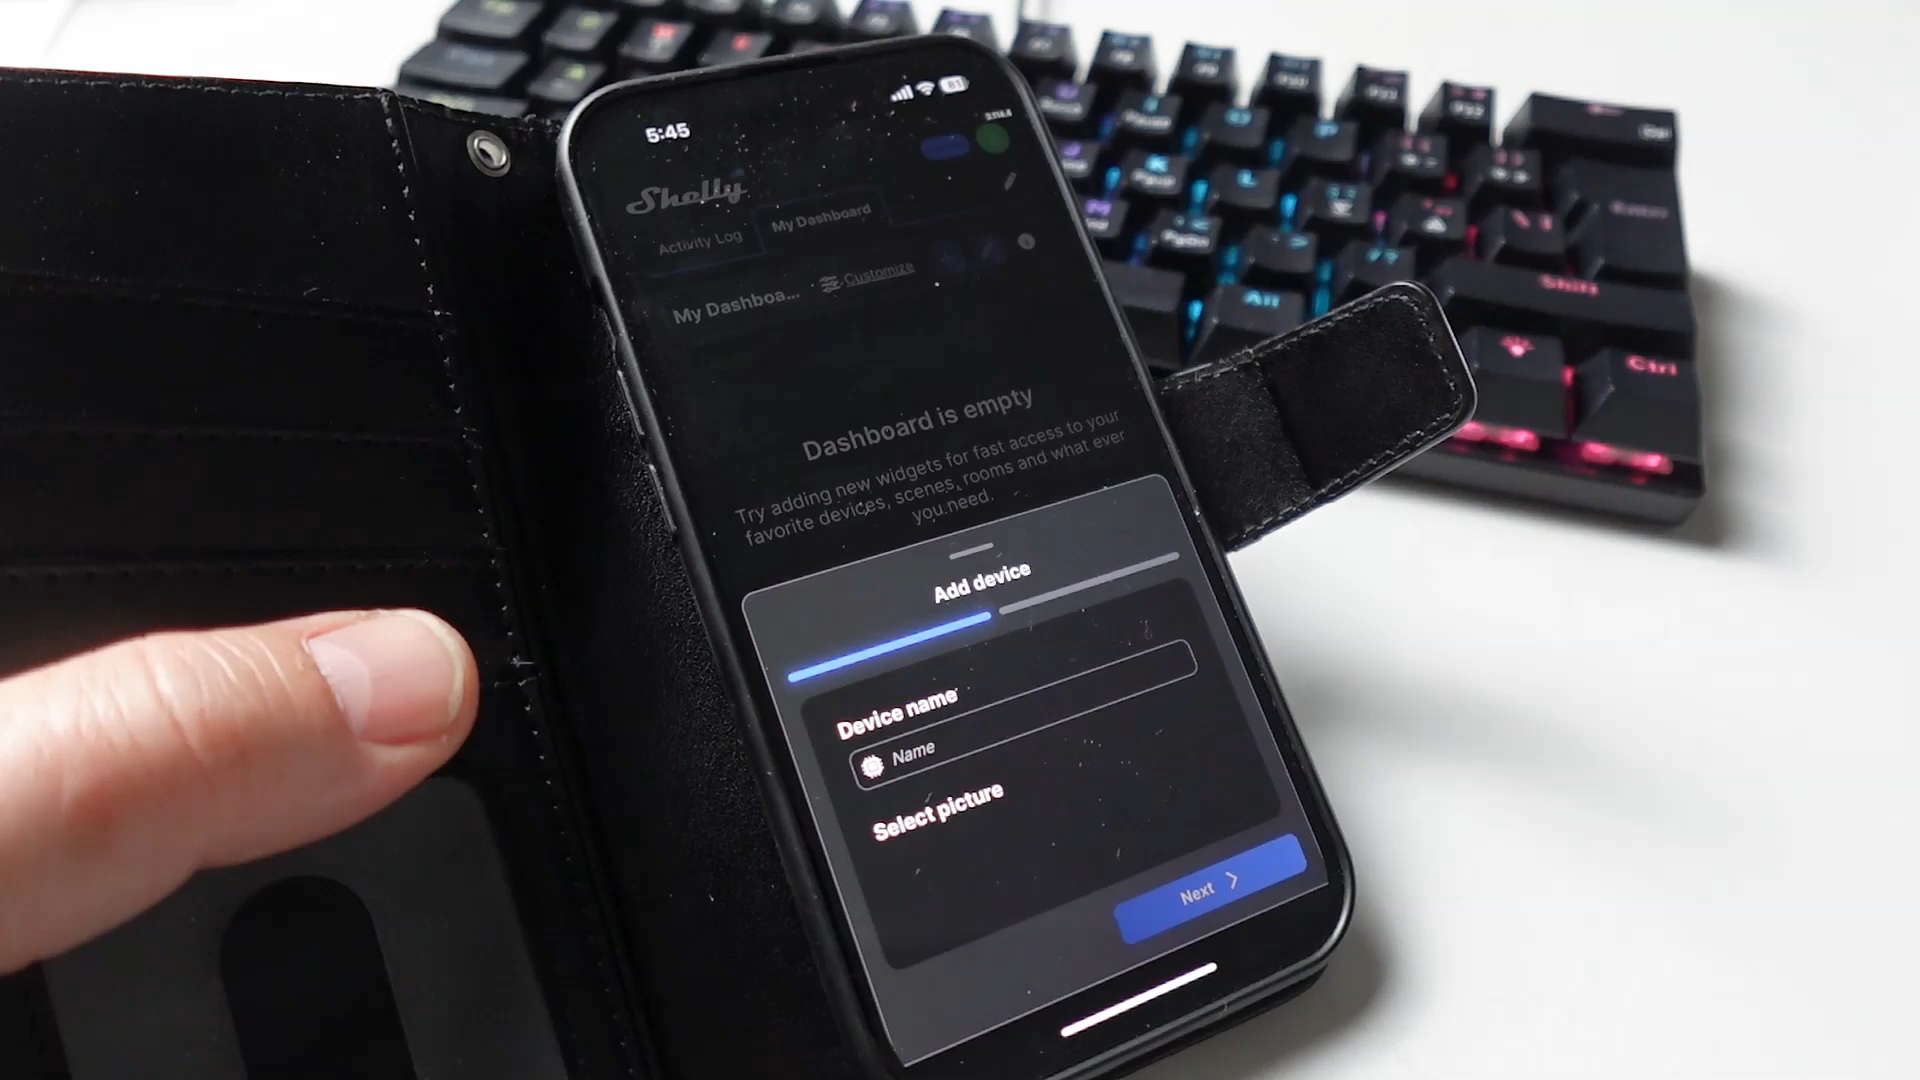 5:45
81
Shelly
Activity Log
My Dashboard
My Dashboa...
Customize
Dashboard is empty
Try adding new widgets for fast access to your
favorite devices, scenes, rooms and what ever
you need.
Add device
Device name
Name
Select picture
Next
Alt
Shift
Ctrl
Enter